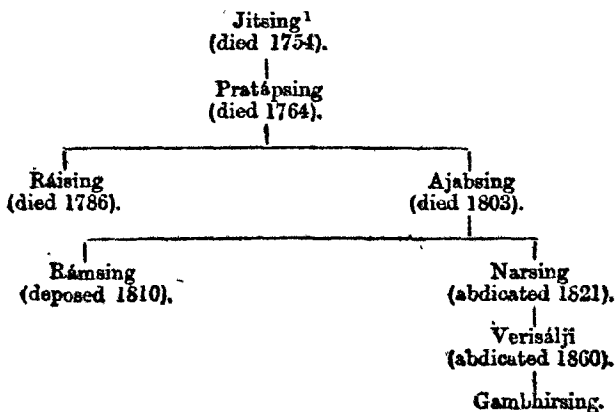 Jitsing¹
(died 1754).
Pratápsing
(died 1764).
Ráising
(died 1786).
Ajabsing
(died 1803).
Rámsing
(deposed 1810).
Narsing
(abdicated 1821).
Verisálji
(abdicated 1860).
Gambhirsing.